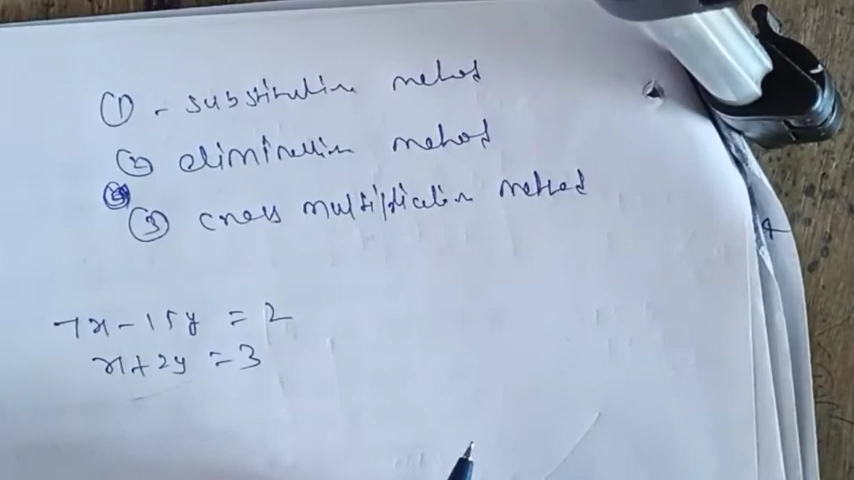 ① - substitution method
② elimination method
③ cross multiplication method
7x - 15y = 2
x + 2y = 3